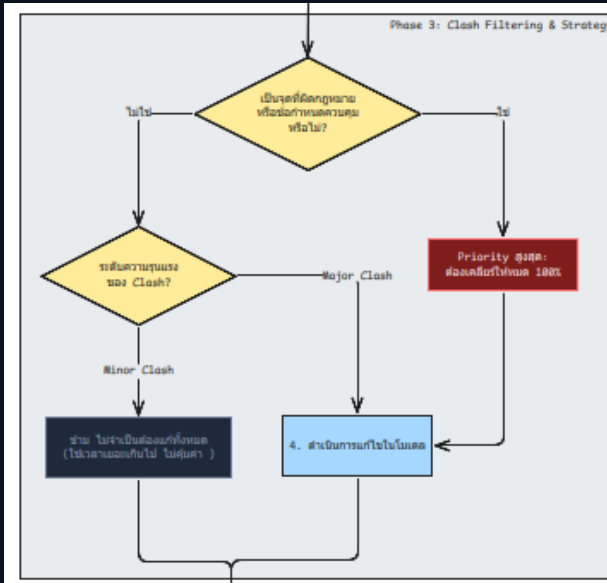 Phase 3: Clash Filtering & Strateg
เป็นจุดที่ผิดกฎหมาย
หรือข้อกำหนดควบคุม
หรือไม่?
ไม่ใช่
ใช่
ระดับความรุนแรง
ของ Clash?
Major Clash
Priority สูงสุด:
ต้องเคลียร์ให้หมด 100%
Minor Clash
ข้าม ไม่จำเป็นต้องแก้ทั้งหมด
(ใช้เวลาเยอะเกินไป ไม่คุ้มค่า )
4. ดำเนินการแก้ไขในโมเดล